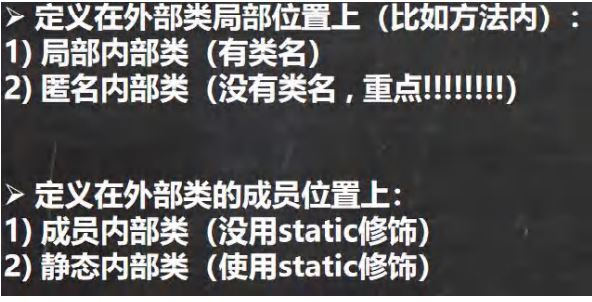 ➢ 定义在外部类局部位置上（比如方法内）：
1) 局部内部类（有类名）
2) 匿名内部类（没有类名，重点!!!!!!!!）
➢ 定义在外部类的成员位置上：
1) 成员内部类（没用static修饰）
2) 静态内部类（使用static修饰）